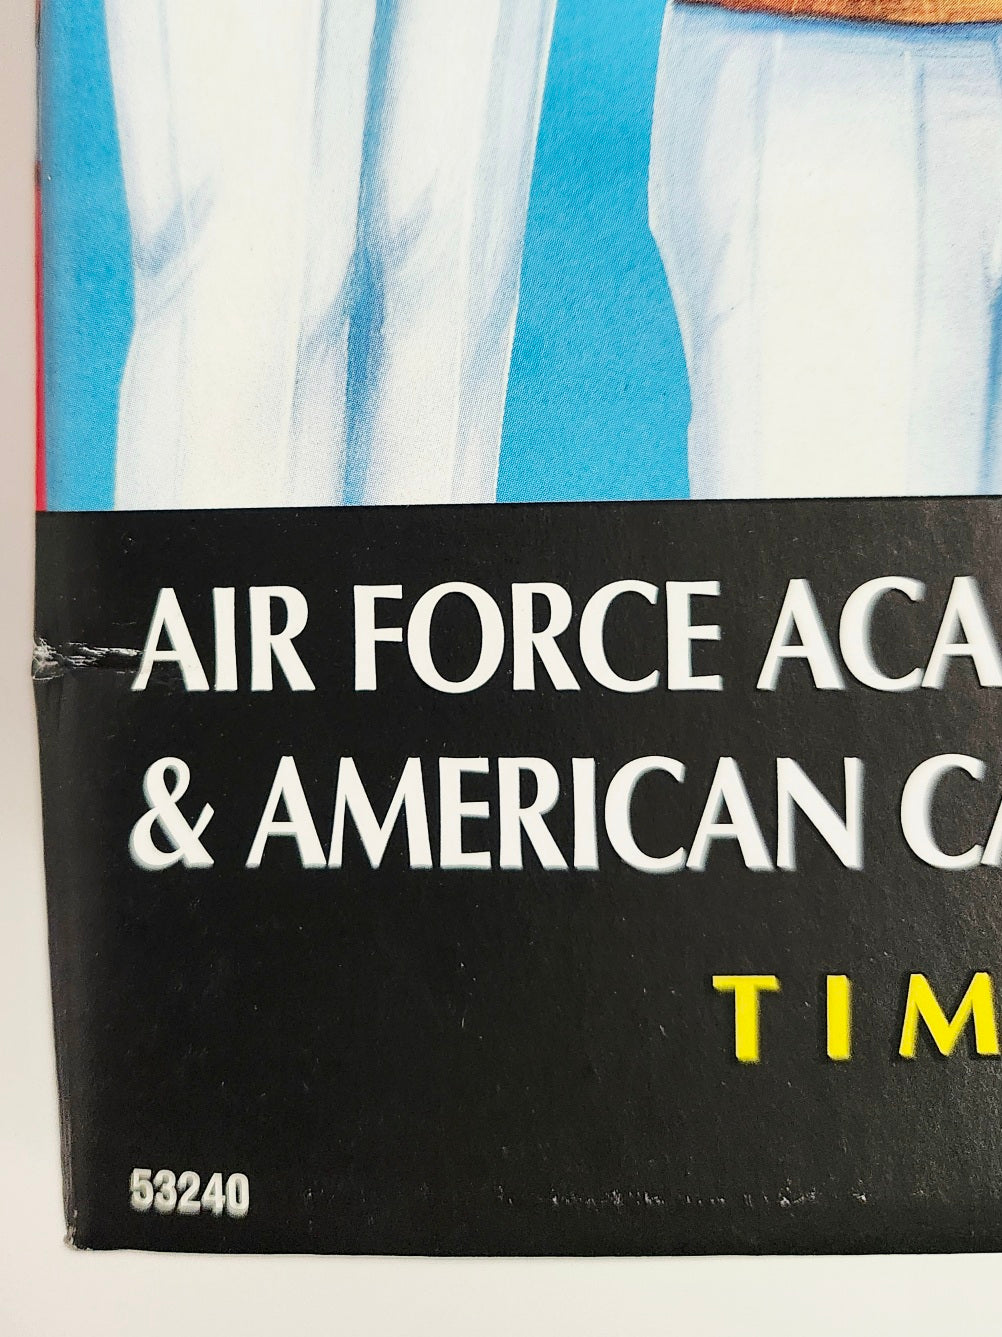 AIR FORCE ACA
& AMERICAN CA
TIM
53240